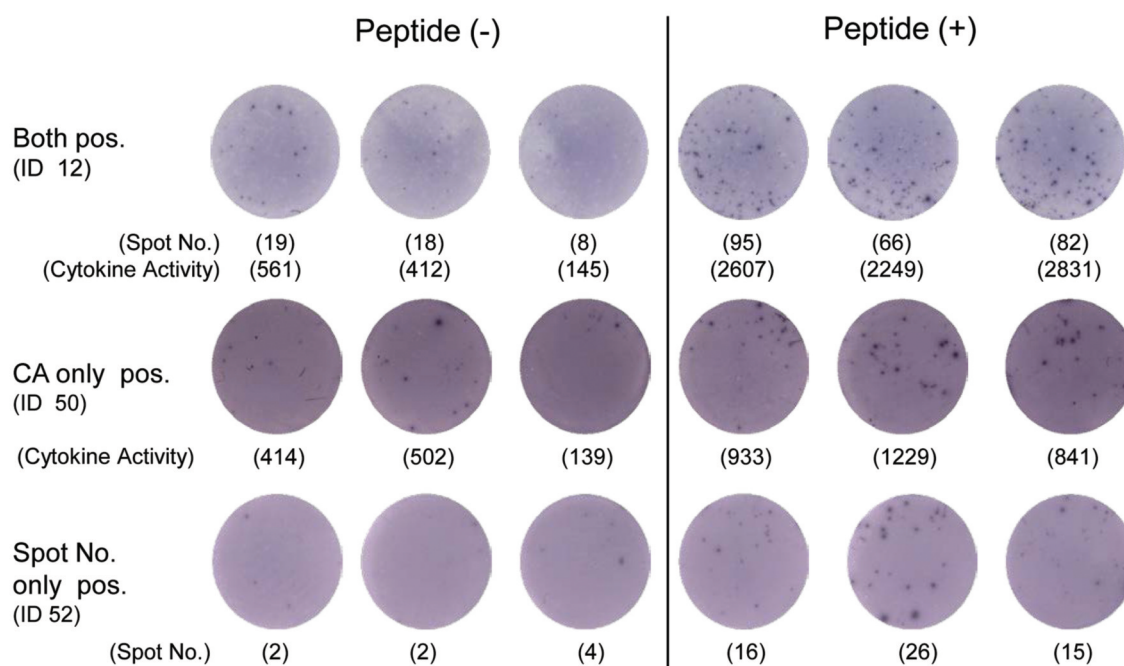 Peptide (-) Peptide (+)
Both pos.
(ID 12)
(Spot No.) (19) (18) (8) (95) (66) (82)
(Cytokine Activity) (561) (412) (145) (2607) (2249) (2831)
CA only pos.
(ID 50)
(Cytokine Activity) (414) (502) (139) (933) (1229) (841)
Spot No.
only pos.
(ID 52)
(Spot No.) (2) (2) (4) (16) (26) (15)